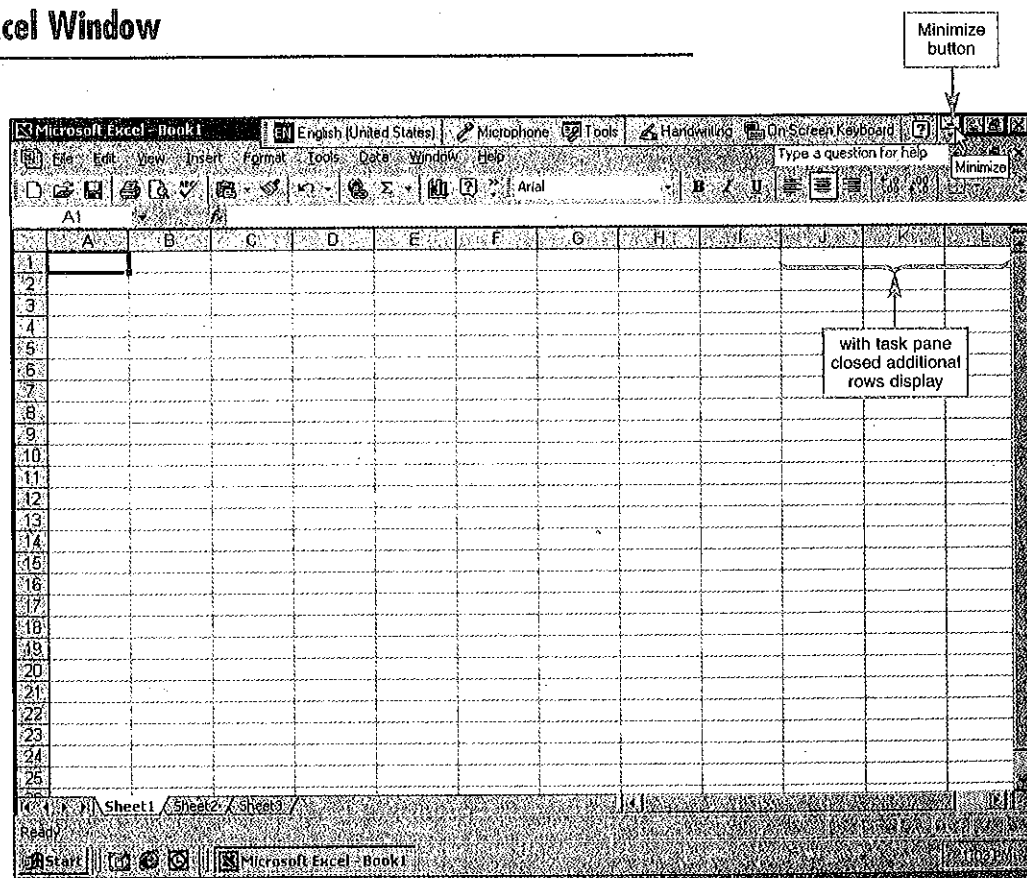 cel Window
Minimize
button
Microsoft Excel - Book1
English (United States) Microphone Tools Handwriting On-Screen Keyboard
File Edit View Insert Format Tools Data Window Help
Type a question for help
Minimize
Arial B I U
A1 fx
A B C D E F G H I J K L
1
2
3
4
5
6
7
8
9
10
11
12
13
14
15
16
17
18
19
20
21
22
23
24
25
with task pane
closed additional
rows display
Sheet1 Sheet2 Sheet3
Ready
Start Microsoft Excel - Book1